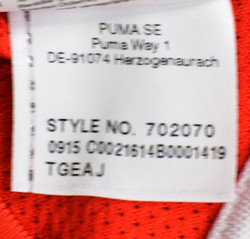 PUMA SE
Puma Way 1
DE-91074 Herzogenaurach
STYLE NO. 702070
0915 C0021614B0001419
TGEAJ